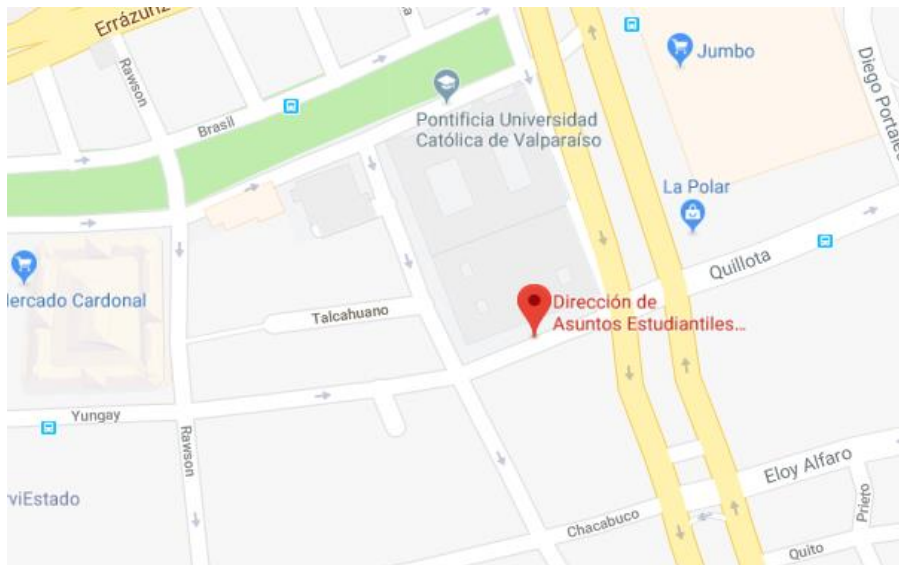 Errázuriz
Rawson
Jumbo
Diego Portales
Brasil
Pontificia Universidad
Católica de Valparaíso
La Polar
Quillota
Mercado Cardonal
Talcahuano
Dirección de
Asuntos Estudiantiles...
Yungay
Rawson
Eloy Alfaro
viEstado
Chacabuco
Prieto
Quito